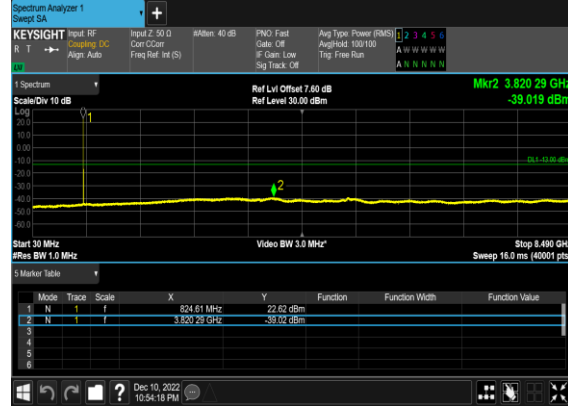 Spectrum Analyzer 1
Swept SA
+
KEYSIGHT Input: RF Input Z: 50 Ω #Atten: 40 dB PNO: Fast Avg Type: Power (RMS) 1 2 3 4 5 6
R T Coupling: DC Corr CCorr Gate: Off Avg|Hold: 100/100 A W W W W W
Align: Auto Freq Ref: Int (S) IF Gain: Low Trig: Free Run A N N N N N
LW Sig Track: Off
1 Spectrum Ref Lvl Offset 7.60 dB Mkr2 3.820 29 GHz
Scale/Div 10 dB Ref Level 30.00 dBm -39.019 dBm
Log
20.0
10.0
0.00
-10.0
DL1 -13.00 dBm
-20.0
-30.0
-40.0
-50.0
-60.0
1
2
Start 30 MHz Video BW 3.0 MHz* Stop 8.490 GHz
#Res BW 1.0 MHz Sweep 16.0 ms (40001 pts)
5 Marker Table
Mode Trace Scale X Y Function Function Width Function Value
1 N 1 f 824.61 MHz 22.62 dBm
2 N 1 f 3.820 29 GHz -39.02 dBm
3
4
5
6
? Dec 10, 2022
10:54:18 PM